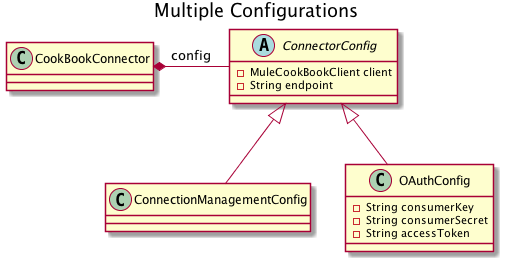 Multiple Configurations
C CookBookConnector
config
A ConnectorConfig
MuleCookBookClient client
String endpoint
C ConnectionManagementConfig
C OAuthConfig
String consumerKey
String consumerSecret
String accessToken